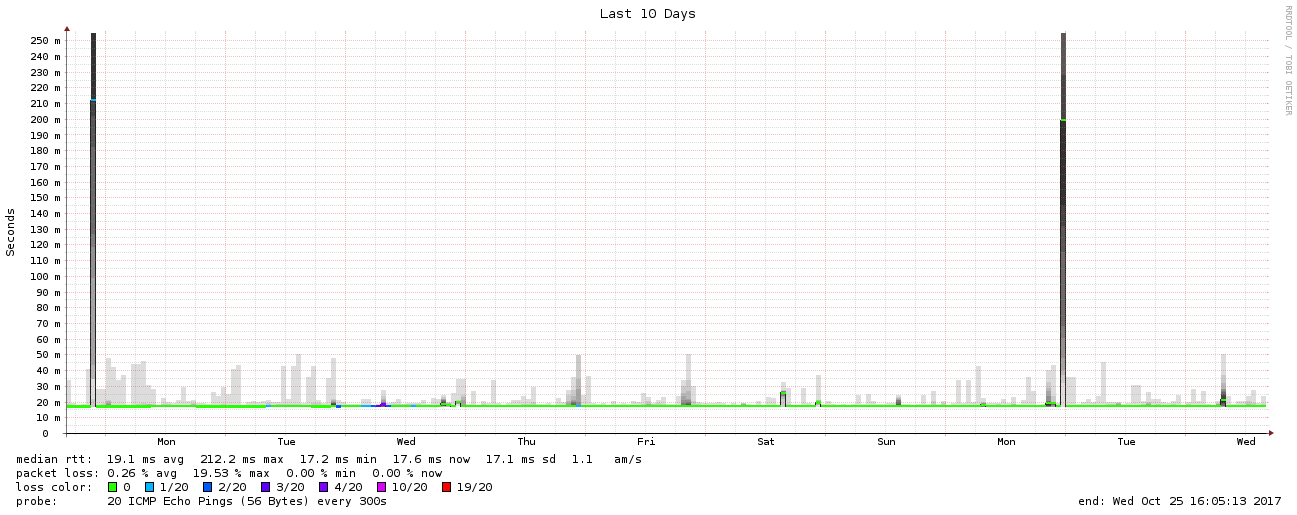 Last 10 Days
RRDTOOL / TOBI OETIKER
Seconds
250 m
240 m
230 m
220 m
210 m
200 m
190 m
180 m
170 m
160 m
150 m
140 m
130 m
120 m
110 m
100 m
90 m
80 m
70 m
60 m
50 m
40 m
30 m
20 m
10 m
0
Mon Tue Wed Thu Fri Sat Sun Mon Tue Wed
median rtt: 19.1 ms avg 212.2 ms max 17.2 ms min 17.6 ms now 17.1 ms sd 1.1 am/s
packet loss: 0.26 % avg 19.53 % max 0.00 % min 0.00 % now
loss color: 0 1/20 2/20 3/20 4/20 10/20 19/20
probe: 20 ICMP Echo Pings (56 Bytes) every 300s end: Wed Oct 25 16:05:13 2017